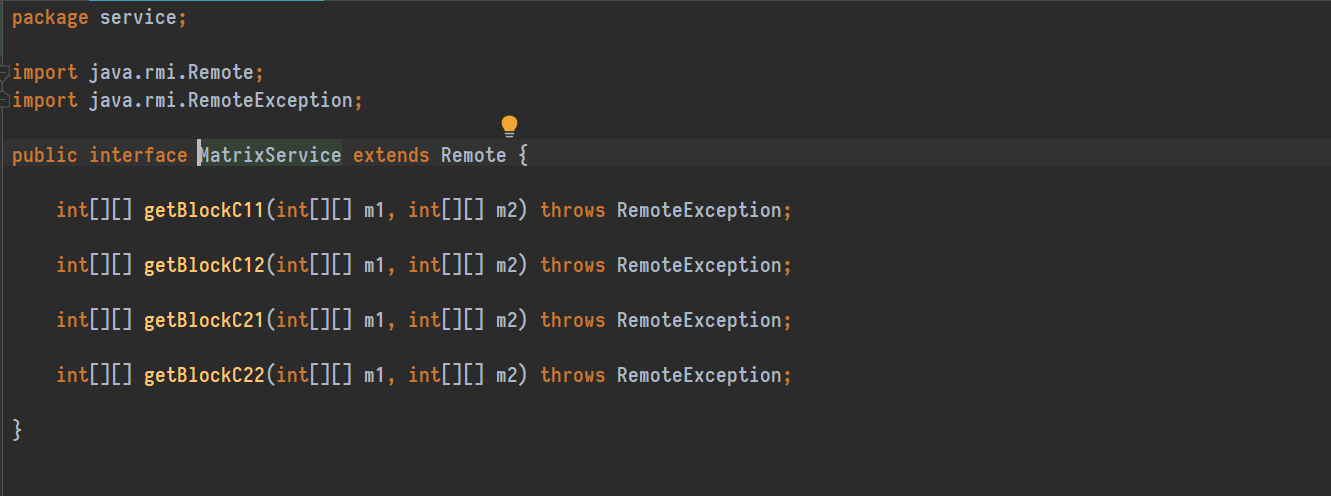 package service;
import java.rmi.Remote;
import java.rmi.RemoteException;
public interface MatrixService extends Remote {
int[][] getBlockC11(int[][] m1, int[][] m2) throws RemoteException;
int[][] getBlockC12(int[][] m1, int[][] m2) throws RemoteException;
int[][] getBlockC21(int[][] m1, int[][] m2) throws RemoteException;
int[][] getBlockC22(int[][] m1, int[][] m2) throws RemoteException;
}